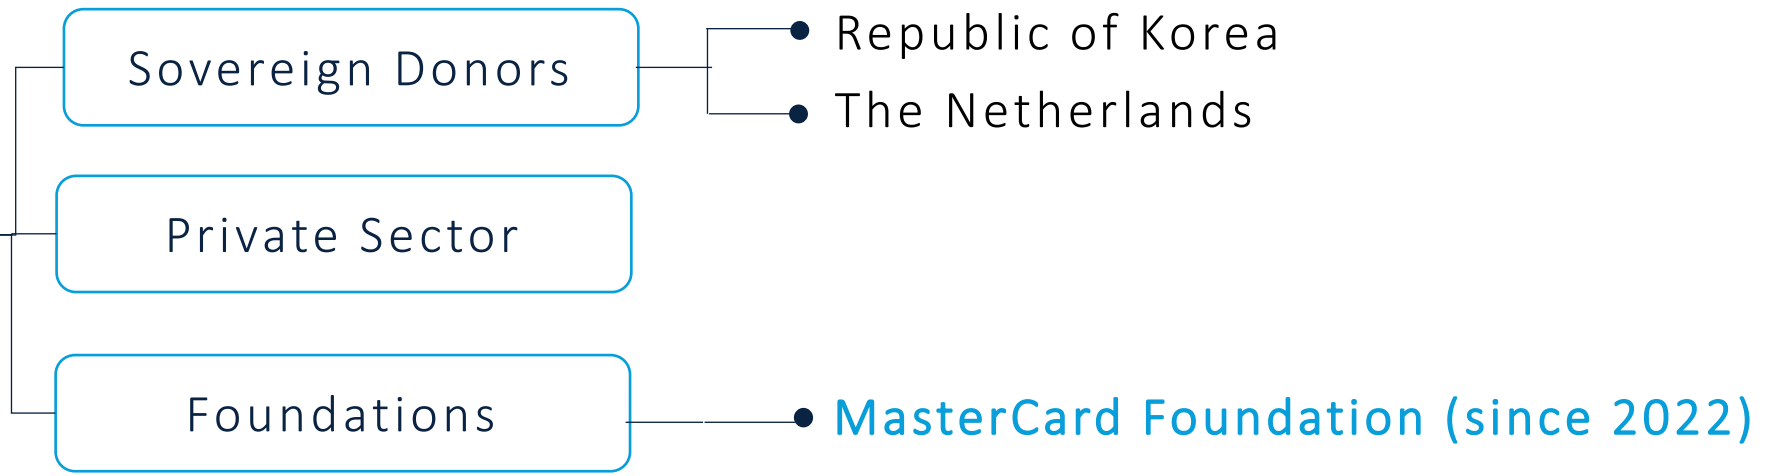 Sovereign Donors
Republic of Korea
The Netherlands
Private Sector
Foundations
MasterCard Foundation (since 2022)